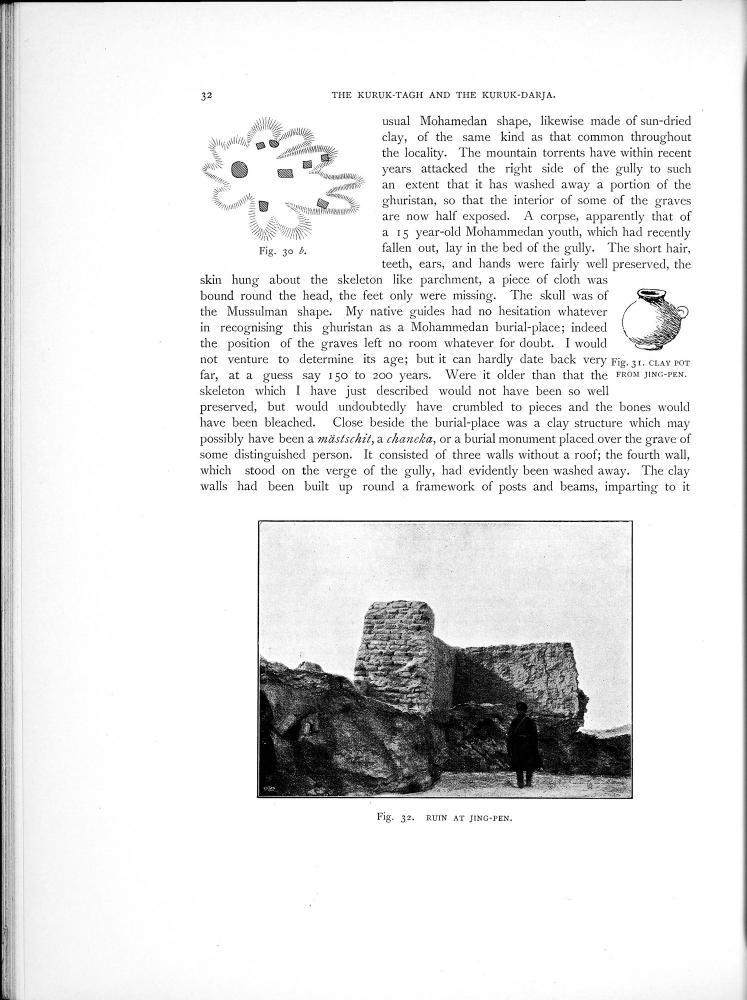 32
THE KURUK-TAGH AND THE KURUK-DARJA.
usual Mohamedan shape, likewise made of sun-dried
clay, of the same kind as that common throughout
the locality. The mountain torrents have within recent
years attacked the right side of the gully to such
an extent that it has washed away a portion of the
ghuristan, so that the interior of some of the graves
are now half exposed. A corpse, apparently that of
a 15 year-old Mohammedan youth, which had recently
fallen out, lay in the bed of the gully. The short hair,
teeth, ears, and hands were fairly well preserved, the
Fig. 30 b.
skin hung about the skeleton like parchment, a piece of cloth was
bound round the head, the feet only were missing. The skull was of
the Mussulman shape. My native guides had no hesitation whatever
in recognising this ghuristan as a Mohammedan burial-place; indeed
the position of the graves left no room whatever for doubt. I would
not venture to determine its age; but it can hardly date back very
far, at a guess say 150 to 200 years. Were it older than that the
skeleton which I have just described would not have been so well
Fig. 31. CLAY POT
FROM JING-PEN.
preserved, but would undoubtedly have crumbled to pieces and the bones would
have been bleached. Close beside the burial-place was a clay structure which may
possibly have been a mästschit, a chaneka, or a burial monument placed over the grave of
some distinguished person. It consisted of three walls without a roof; the fourth wall,
which stood on the verge of the gully, had evidently been washed away. The clay
walls had been built up round a framework of posts and beams, imparting to it
Fig. 32. RUIN AT JING-PEN.